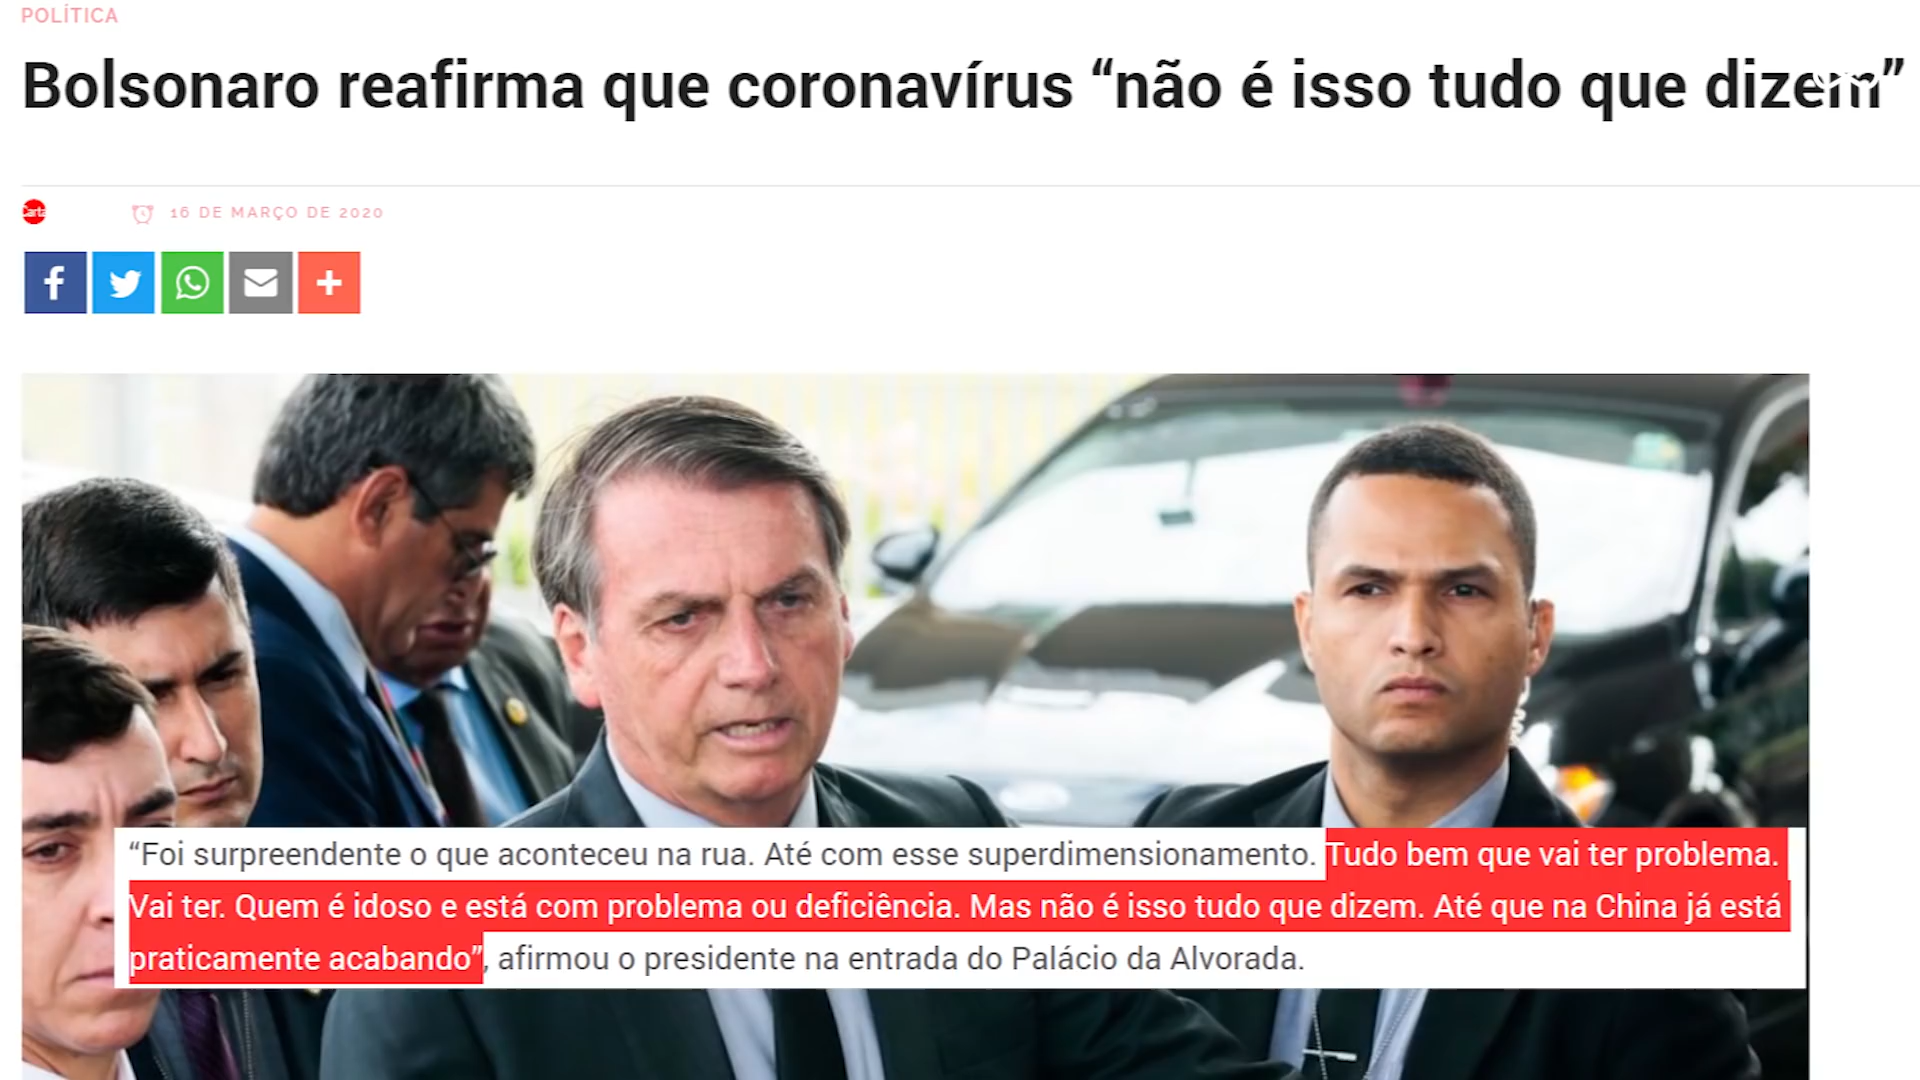 POLÍTICA
Bolsonaro reafirma que coronavírus “não é isso tudo que dizem”
Carta
16 DE MARÇO DE 2020
“Foi surpreendente o que aconteceu na rua. Até com esse superdimensionamento. Tudo bem que vai ter problema.
Vai ter. Quem é idoso e está com problema ou deficiência. Mas não é isso tudo que dizem. Até que na China já está
praticamente acabando”, afirmou o presidente na entrada do Palácio da Alvorada.